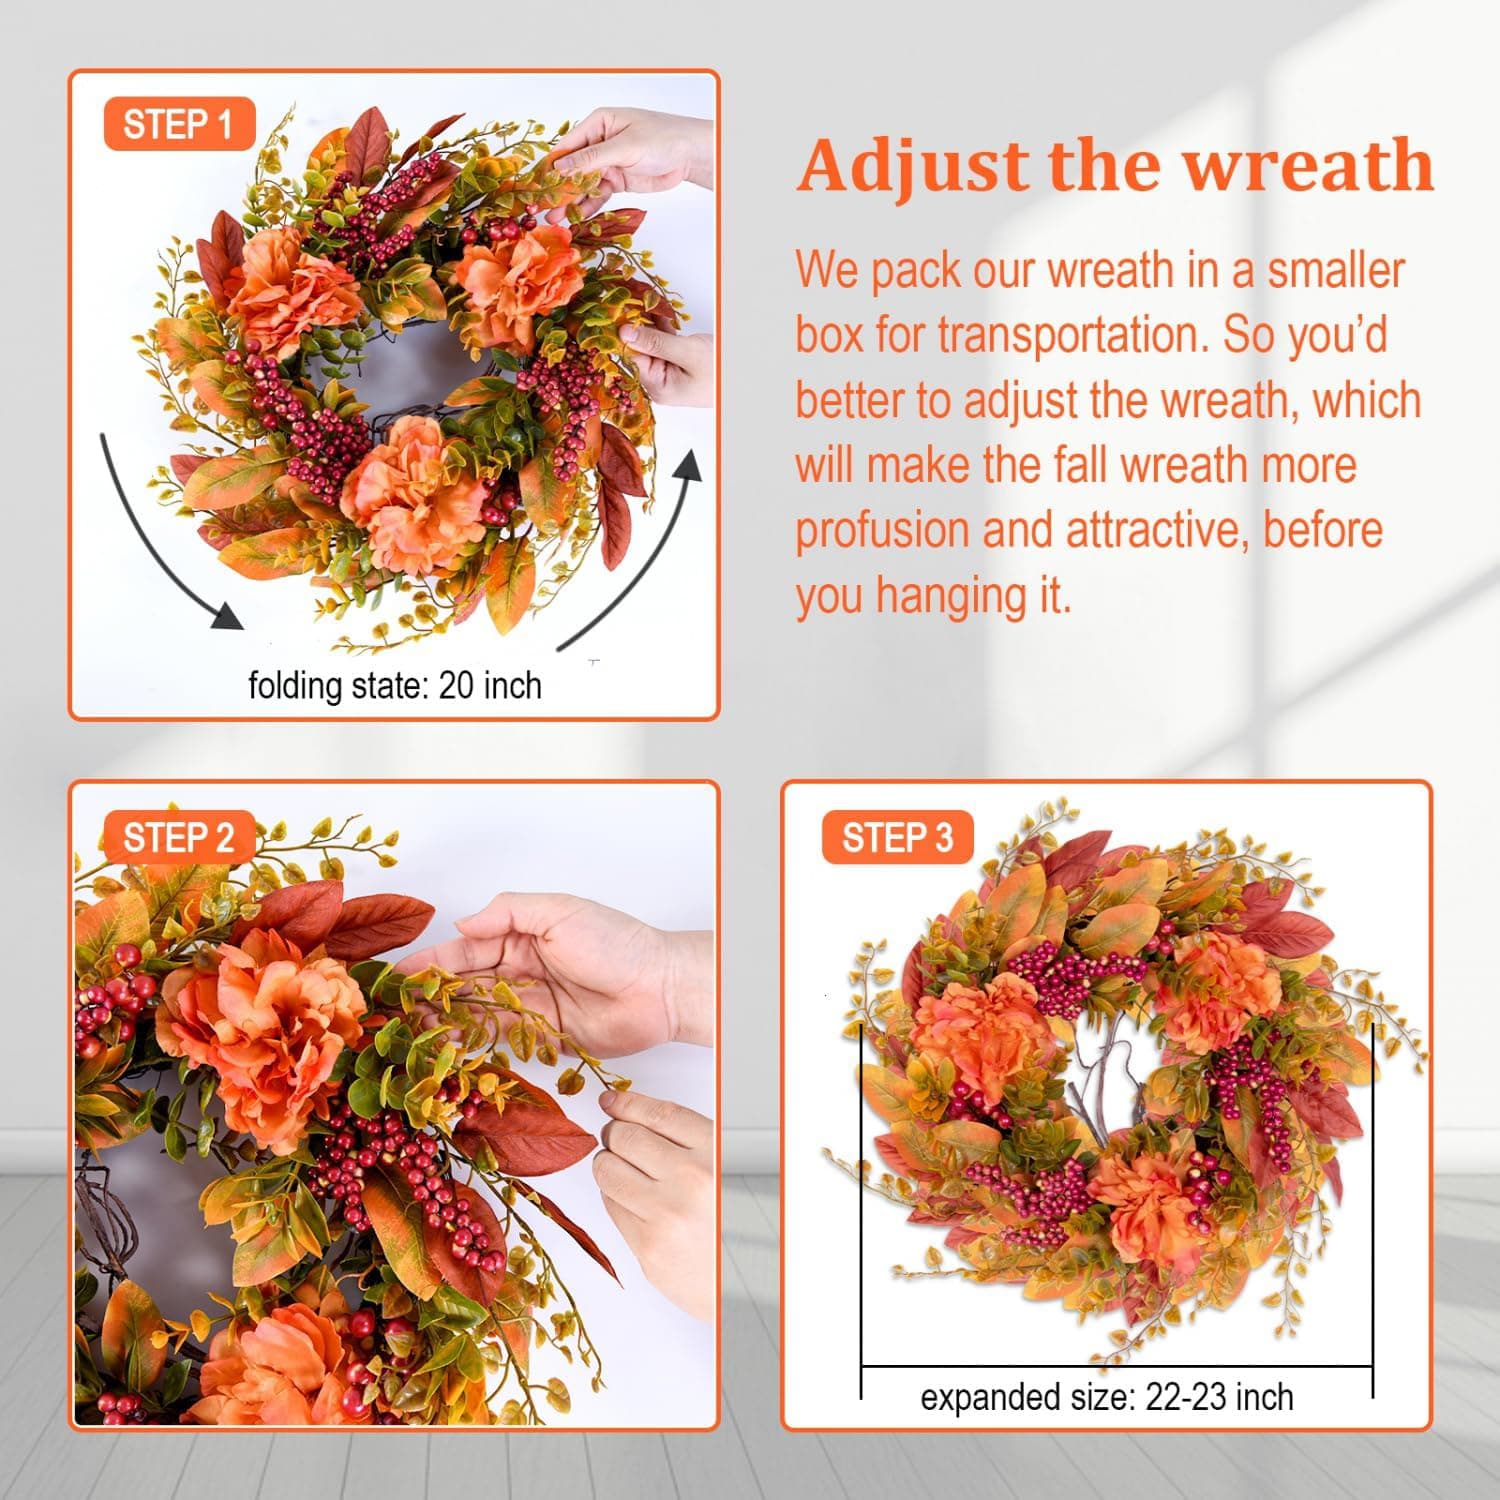 STEP 1
folding state: 20 inch
Adjust the wreath
We pack our wreath in a smaller
box for transportation. So you’d
better to adjust the wreath, which
will make the fall wreath more
profusion and attractive, before
you hanging it.
STEP 2
STEP 3
expanded size: 22-23 inch